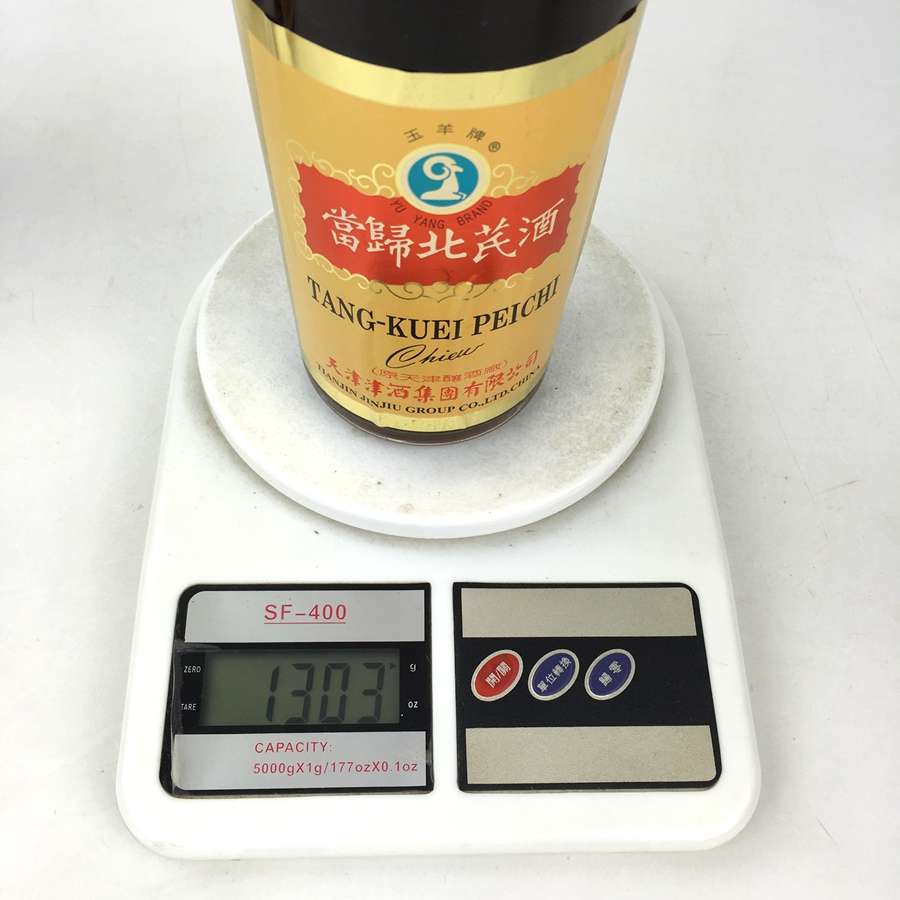 玉羊牌®
YU YANG BRAND
當歸北芪酒
TANG-KUEI PEICHI
Chiew
(原天津釀酒廠)
天津津酒集團有限公司
TIANJIN JINJIU GROUP CO.,LTD.CHINA
SF-400
ZERO
1303
g
TARE
oz
CAPACITY:
5000gX1g/177ozX0.1oz
開/關
單位轉換
歸零